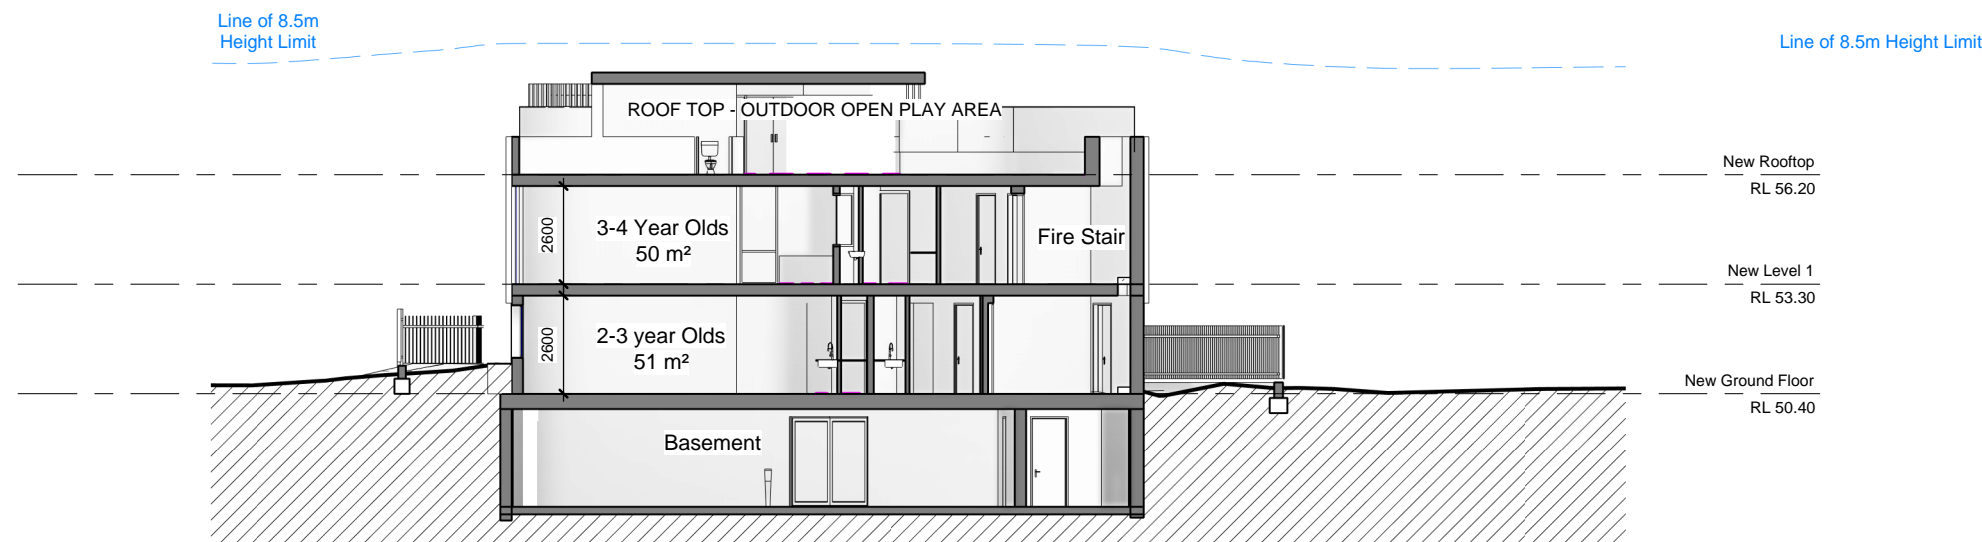 Line of 8.5m
Height Limit
Line of 8.5m Height Limit
ROOF TOP - OUTDOOR OPEN PLAY AREA
New Rooftop
RL 56.20
2600
3-4 Year Olds
50 m²
Fire Stair
New Level 1
RL 53.30
2600
2-3 year Olds
51 m²
New Ground Floor
RL 50.40
Basement